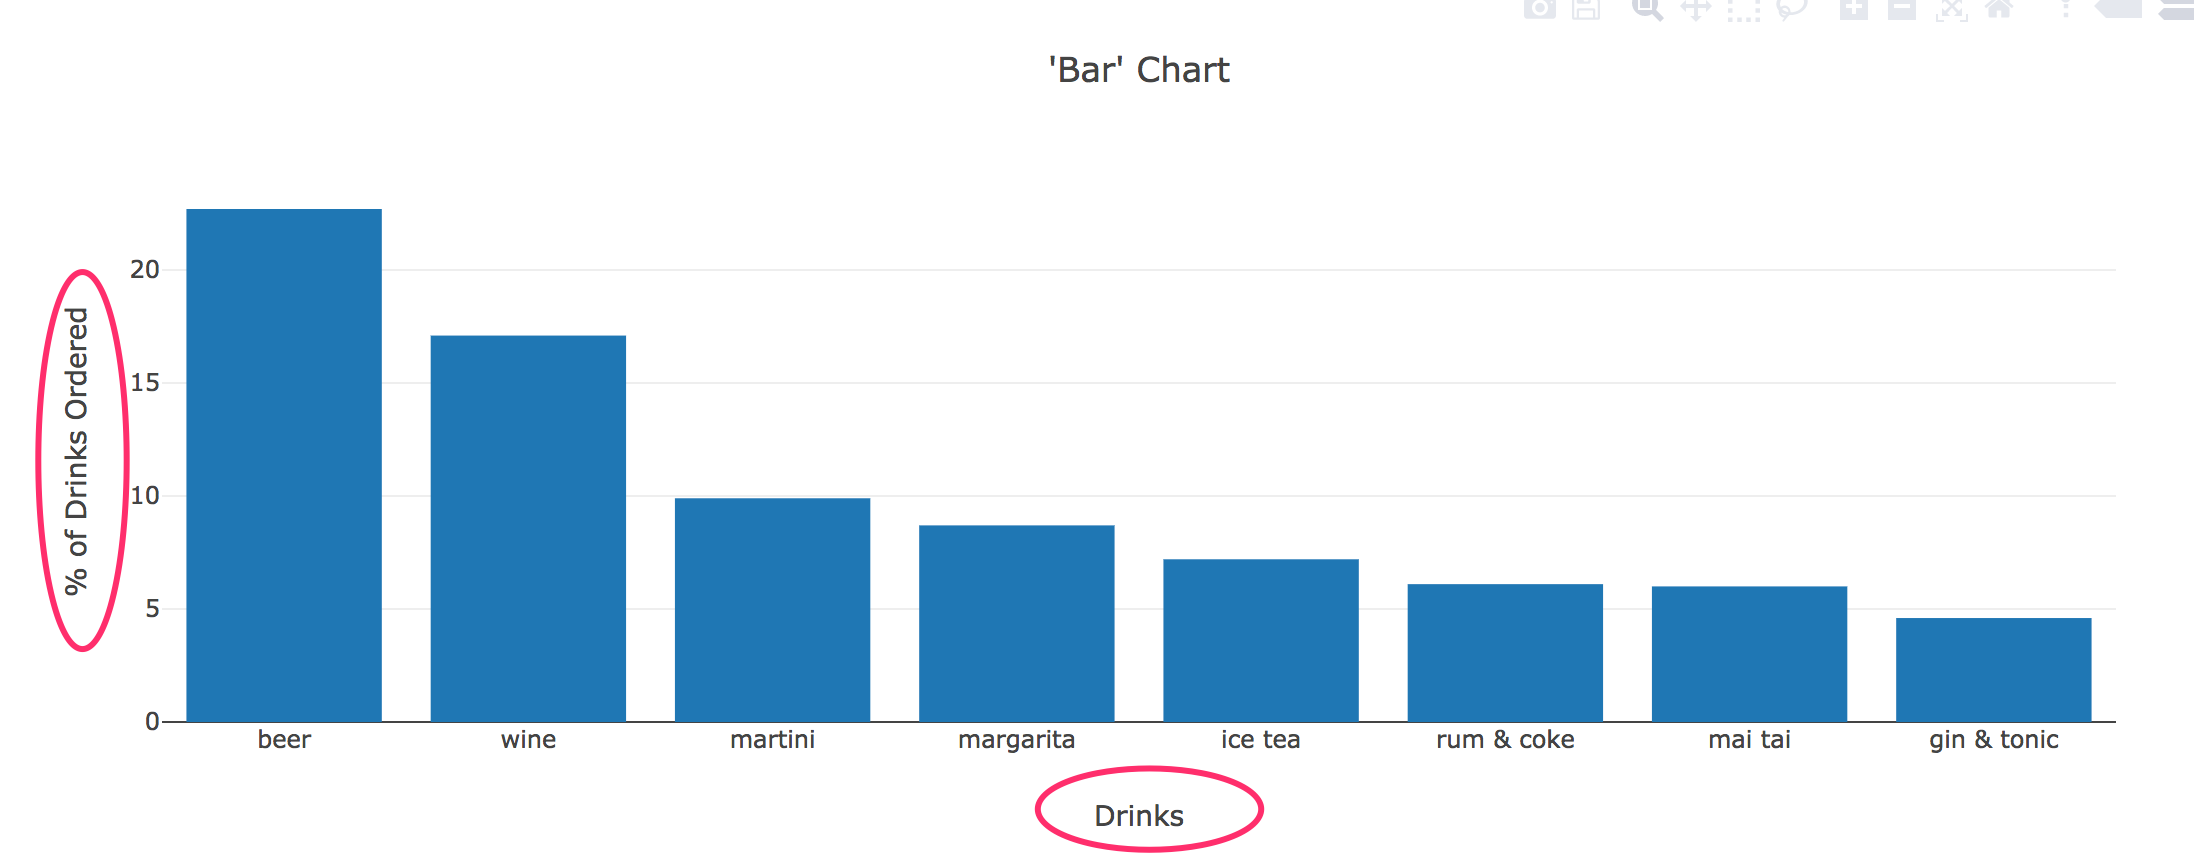 'Bar' Chart
% of Drinks Ordered
20
15
10
5
0
beer wine martini margarita ice tea rum & coke mai tai gin & tonic
Drinks